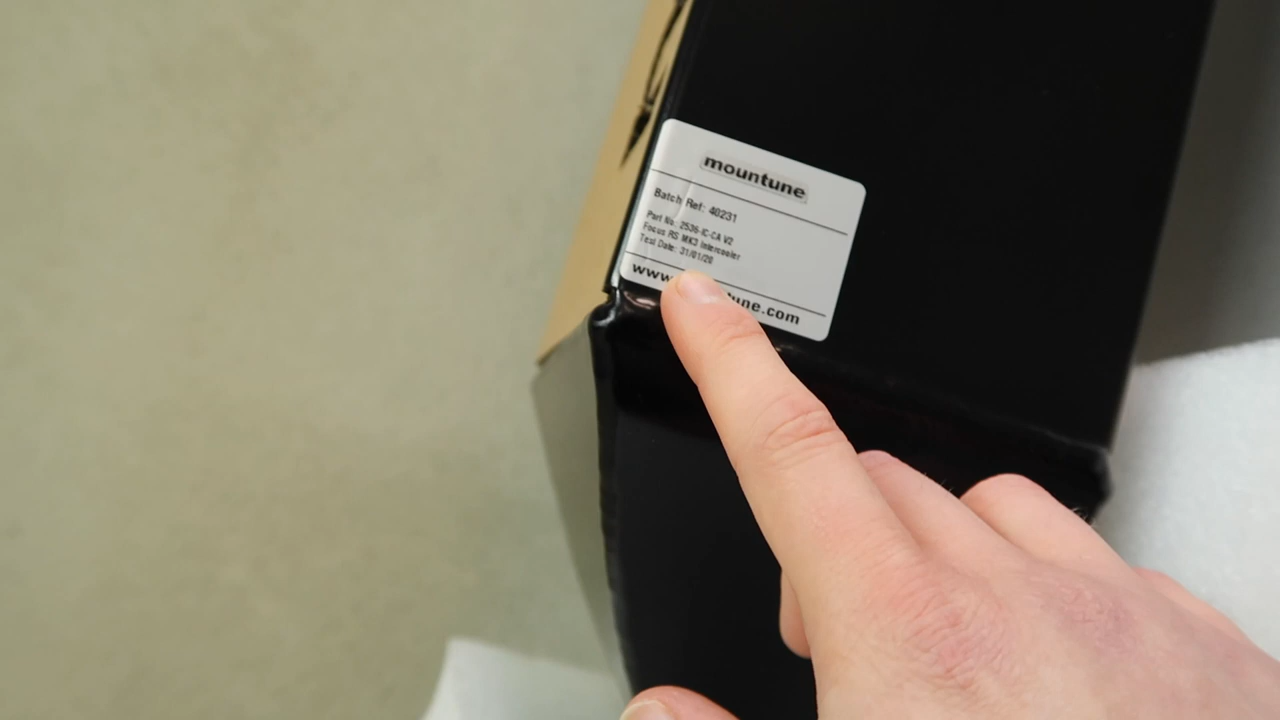 mountune
Batch Ref: 40231
Part No: 2536-IC-CA V2
Focus RS MK3 Intercooler
Test Date: 31/01/20
www. tune.com